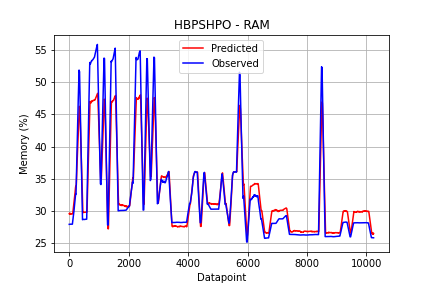 HBPSHPO - RAM
Predicted
Observed
Memory (%)
55
50
45
40
35
30
25
0
2000
4000
6000
8000
10000
Datapoint